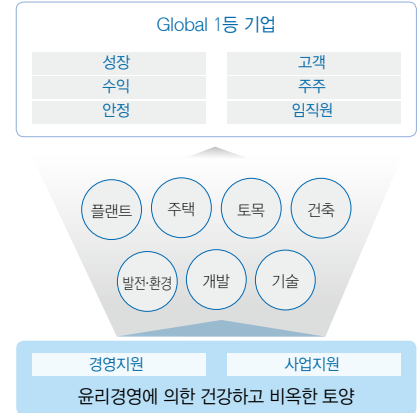 Global 1등 기업
성장 고객
수익 주주
안정 임직원
플랜트 주택 토목 건축
발전·환경 개발 기술
경영지원 사업지원
윤리경영에 의한 건강하고 비옥한 토양